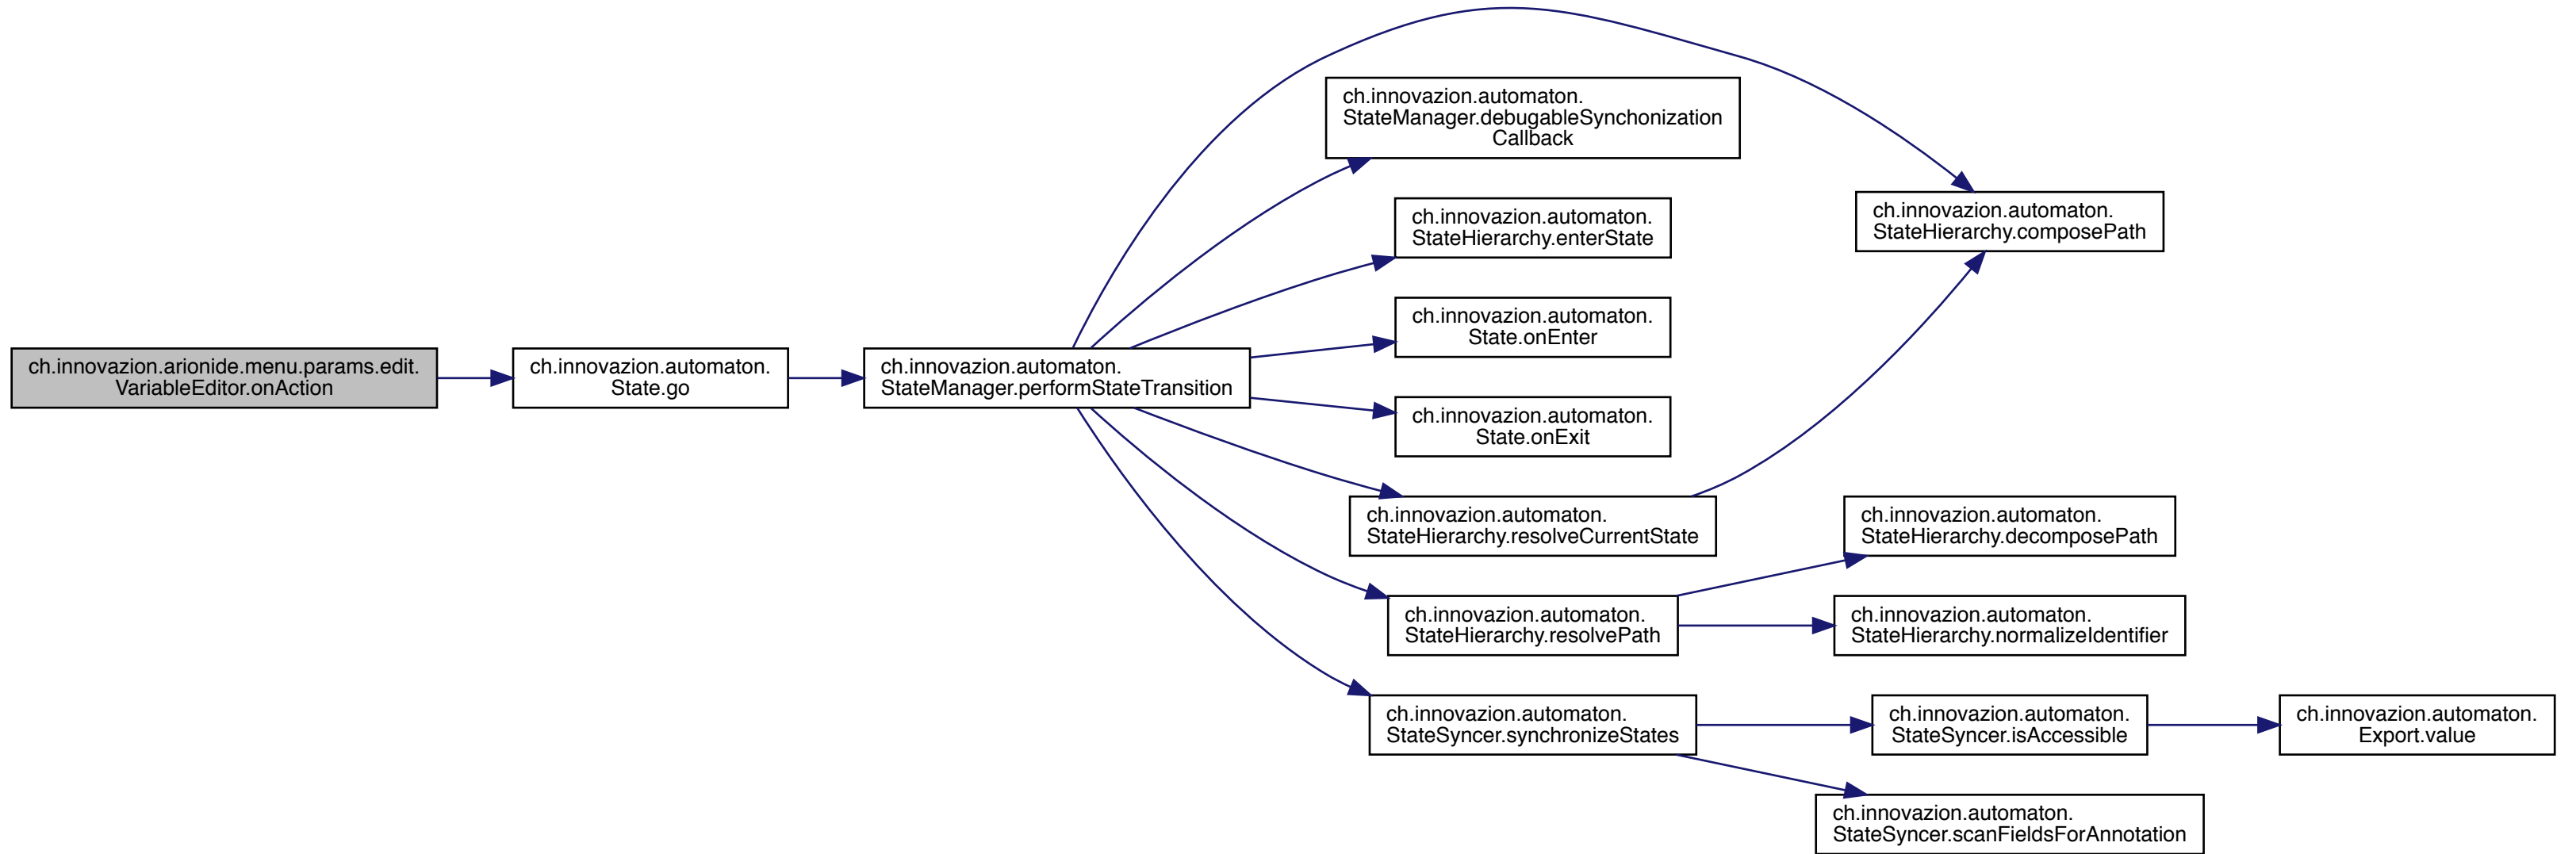 ch.innovazion.arionide.menu.params.edit.
VariableEditor.onAction
ch.innovazion.automaton.
State.go
ch.innovazion.automaton.
StateManager.performStateTransition
ch.innovazion.automaton.
StateManager.debugableSynchonization
Callback
ch.innovazion.automaton.
StateHierarchy.enterState
ch.innovazion.automaton.
State.onEnter
ch.innovazion.automaton.
State.onExit
ch.innovazion.automaton.
StateHierarchy.resolveCurrentState
ch.innovazion.automaton.
StateHierarchy.resolvePath
ch.innovazion.automaton.
StateSyncer.synchronizeStates
ch.innovazion.automaton.
StateHierarchy.composePath
ch.innovazion.automaton.
StateHierarchy.decomposePath
ch.innovazion.automaton.
StateHierarchy.normalizeIdentifier
ch.innovazion.automaton.
StateSyncer.isAccessible
ch.innovazion.automaton.
StateSyncer.scanFieldsForAnnotation
ch.innovazion.automaton.
Export.value